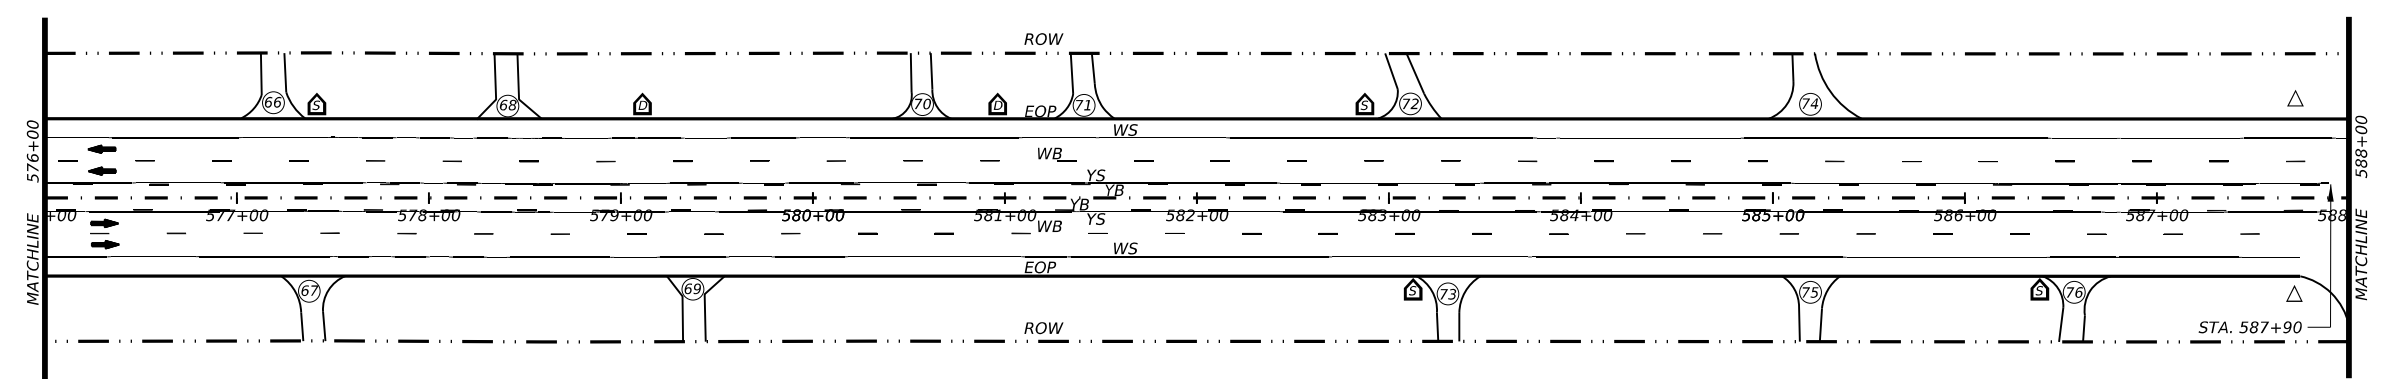 ROW
66 S 68 D 70 D EOP 71 S 72 74
WS
576+00 588+00
WB
YS
YB
+00 577+00 578+00 579+00 580+00 581+00 YB 582+00 583+00 584+00 585+00 586+00 587+00 588
WB YS
MATCHLINE MATCHLINE
WS
EOP
67 69 S 73 75 S 76
ROW STA. 587+90